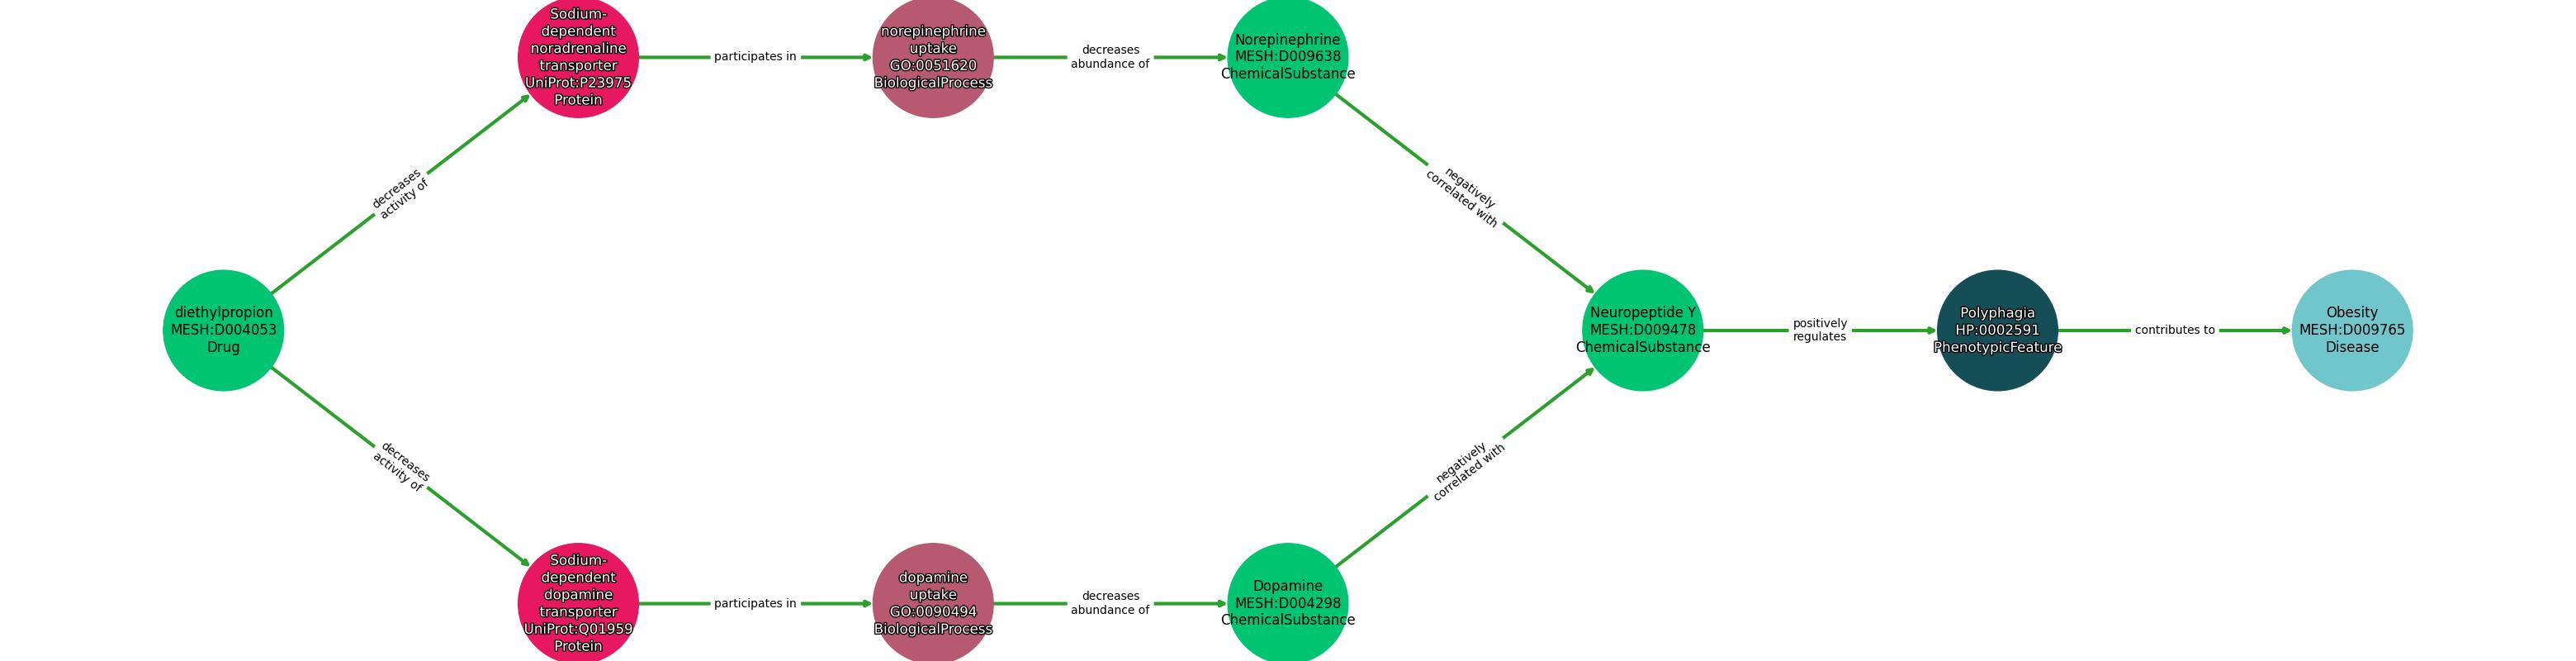 Sodium-
dependent
noradrenaline
transporter
UniProt:P23975
Protein
participates in
norepinephrine
uptake
GO:0051620
BiologicalProcess
decreases
abundance of
Norepinephrine
MESH:D009638
ChemicalSubstance
decreases
activity of
negatively
correlated with
diethylpropion
MESH:D004053
Drug
Neuropeptide Y
MESH:D009478
ChemicalSubstance
positively
regulates
Polyphagia
HP:0002591
PhenotypicFeature
contributes to
Obesity
MESH:D009765
Disease
decreases
activity of
negatively
correlated with
Sodium-
dependent
dopamine
transporter
UniProt:Q01959
Protein
participates in
dopamine
uptake
GO:0090494
BiologicalProcess
decreases
abundance of
Dopamine
MESH:D004298
ChemicalSubstance